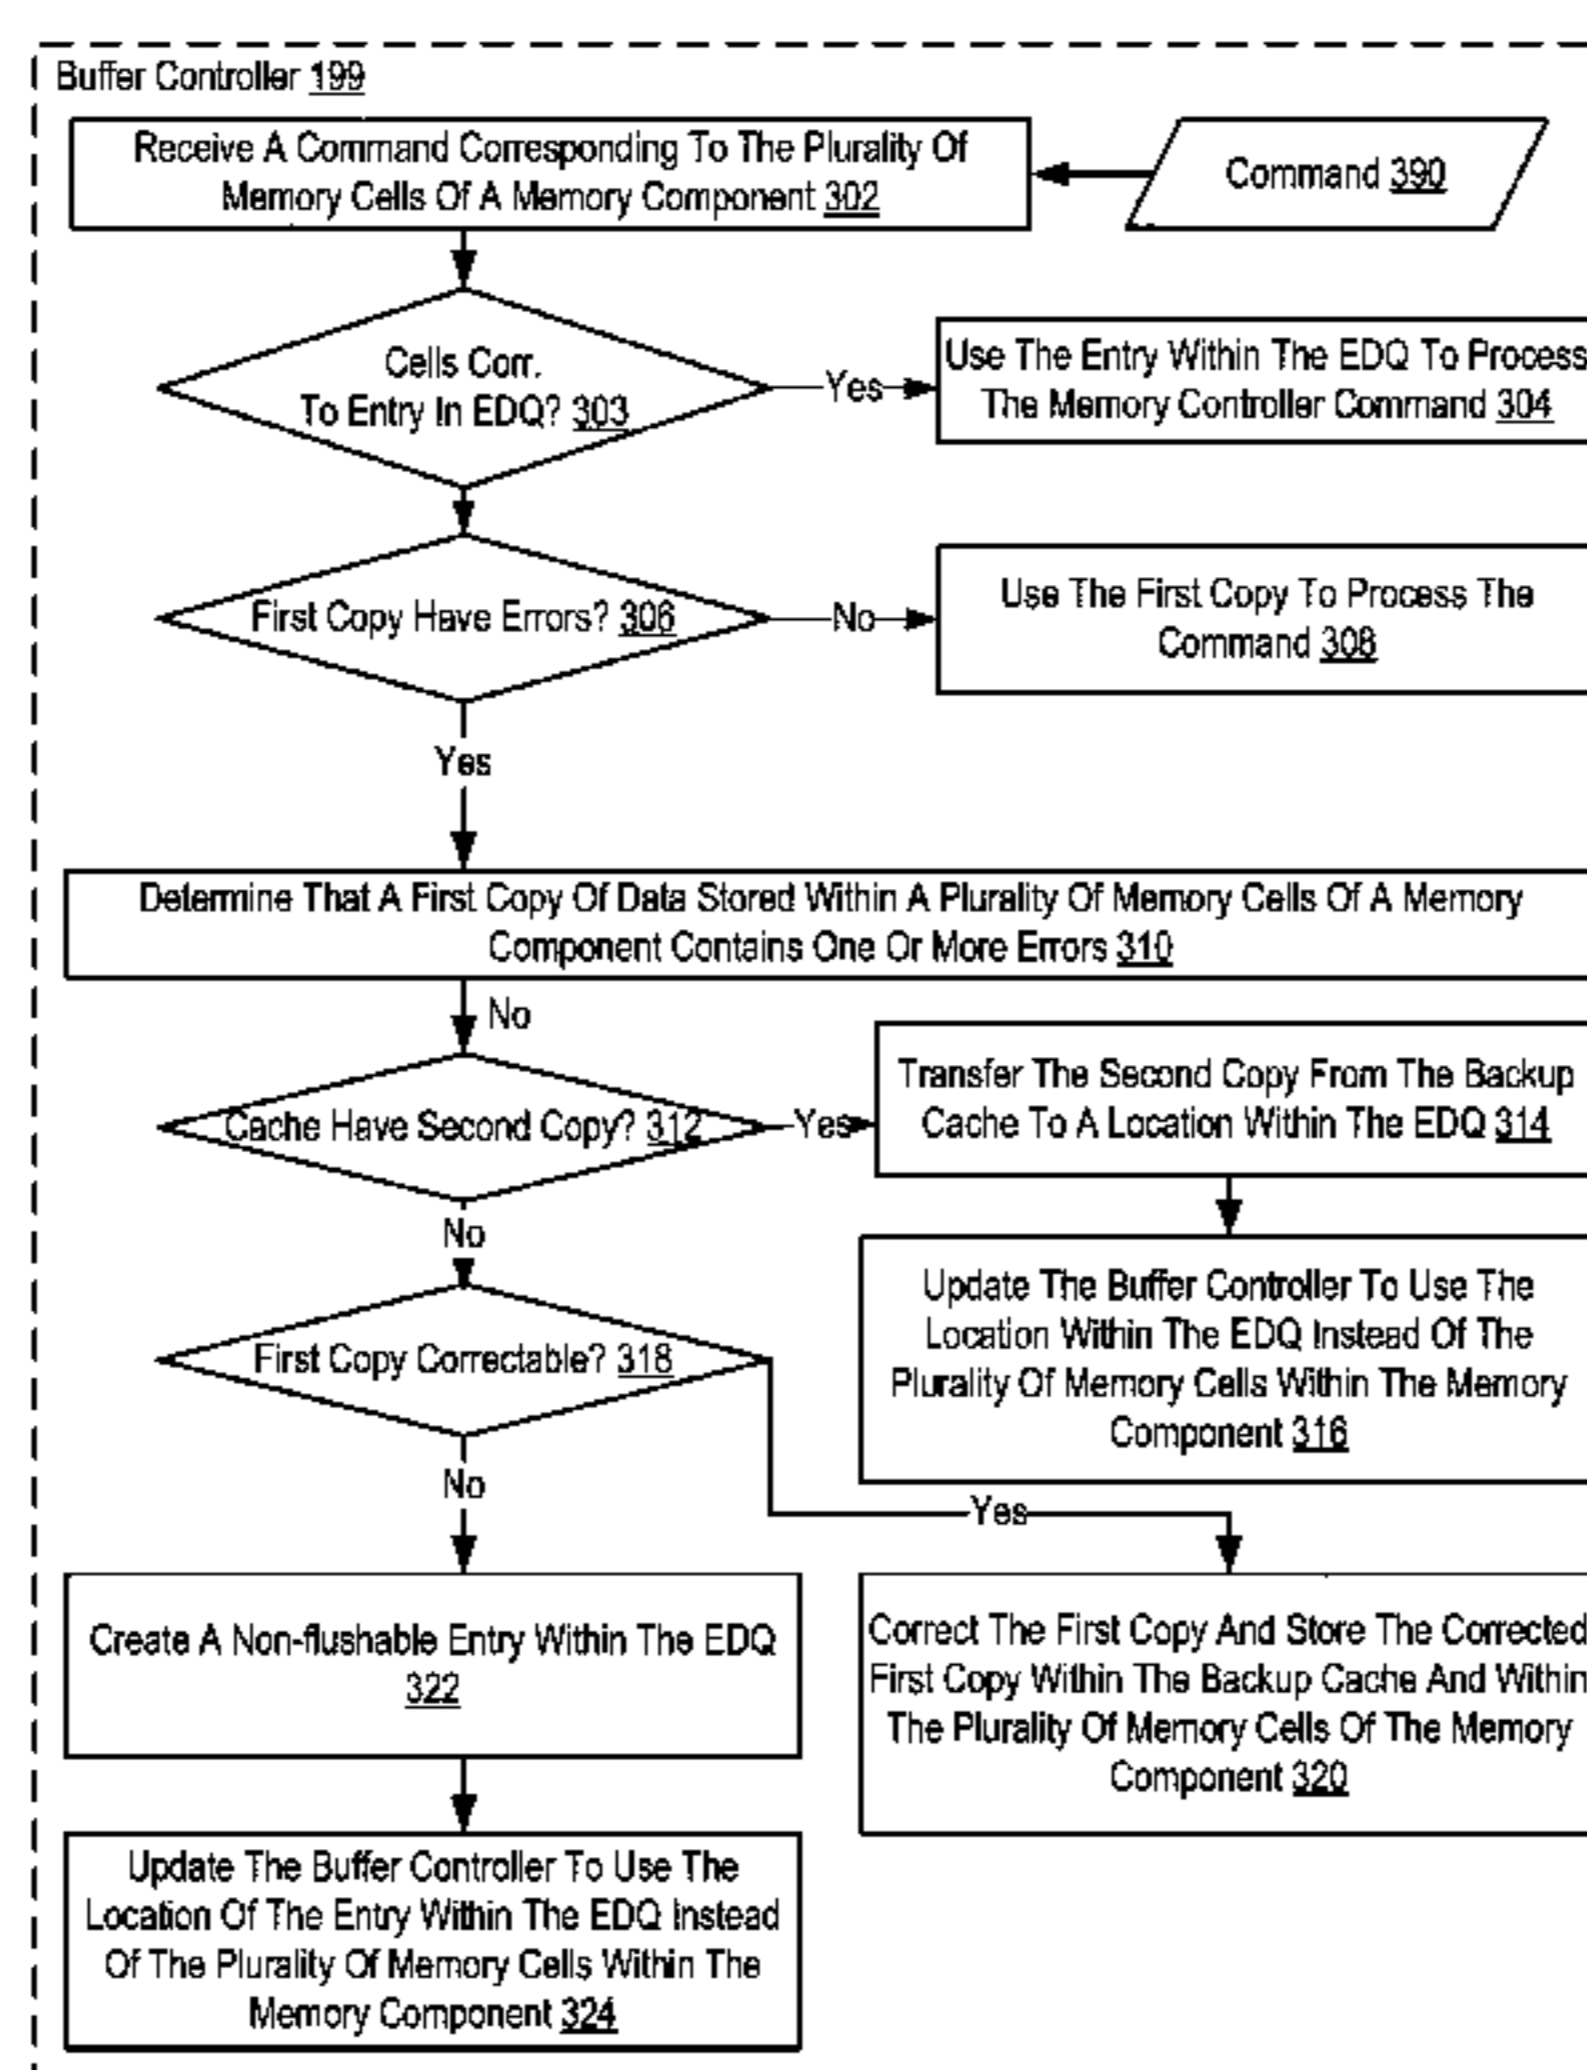 Buffer Controller 199
Receive A Command Corresponding To The Plurality Of
Memory Cells Of A Memory Component 302
Command 390
Cells Corr.
To Entry In EDQ? 303
Yes
Use The Entry Within The EDQ To Process
The Memory Controller Command 304
First Copy Have Errors? 306
No
Use The First Copy To Process The
Command 308
Yes
Determine That A First Copy Of Data Stored Within A Plurality Of Memory Cells Of A Memory
Component Contains One Or More Errors 310
No
Cache Have Second Copy? 312
Yes
Transfer The Second Copy From The Backup
Cache To A Location Within The EDQ 314
No
Update The Buffer Controller To Use The
Location Within The EDQ Instead Of The
Plurality Of Memory Cells Within The Memory
Component 316
First Copy Correctable? 318
No
Yes
Create A Non-flushable Entry Within The EDQ
322
Correct The First Copy And Store The Corrected
First Copy Within The Backup Cache And Within
The Plurality Of Memory Cells Of The Memory
Component 320
Update The Buffer Controller To Use The
Location Of The Entry Within The EDQ Instead
Of The Plurality Of Memory Cells Within The
Memory Component 324